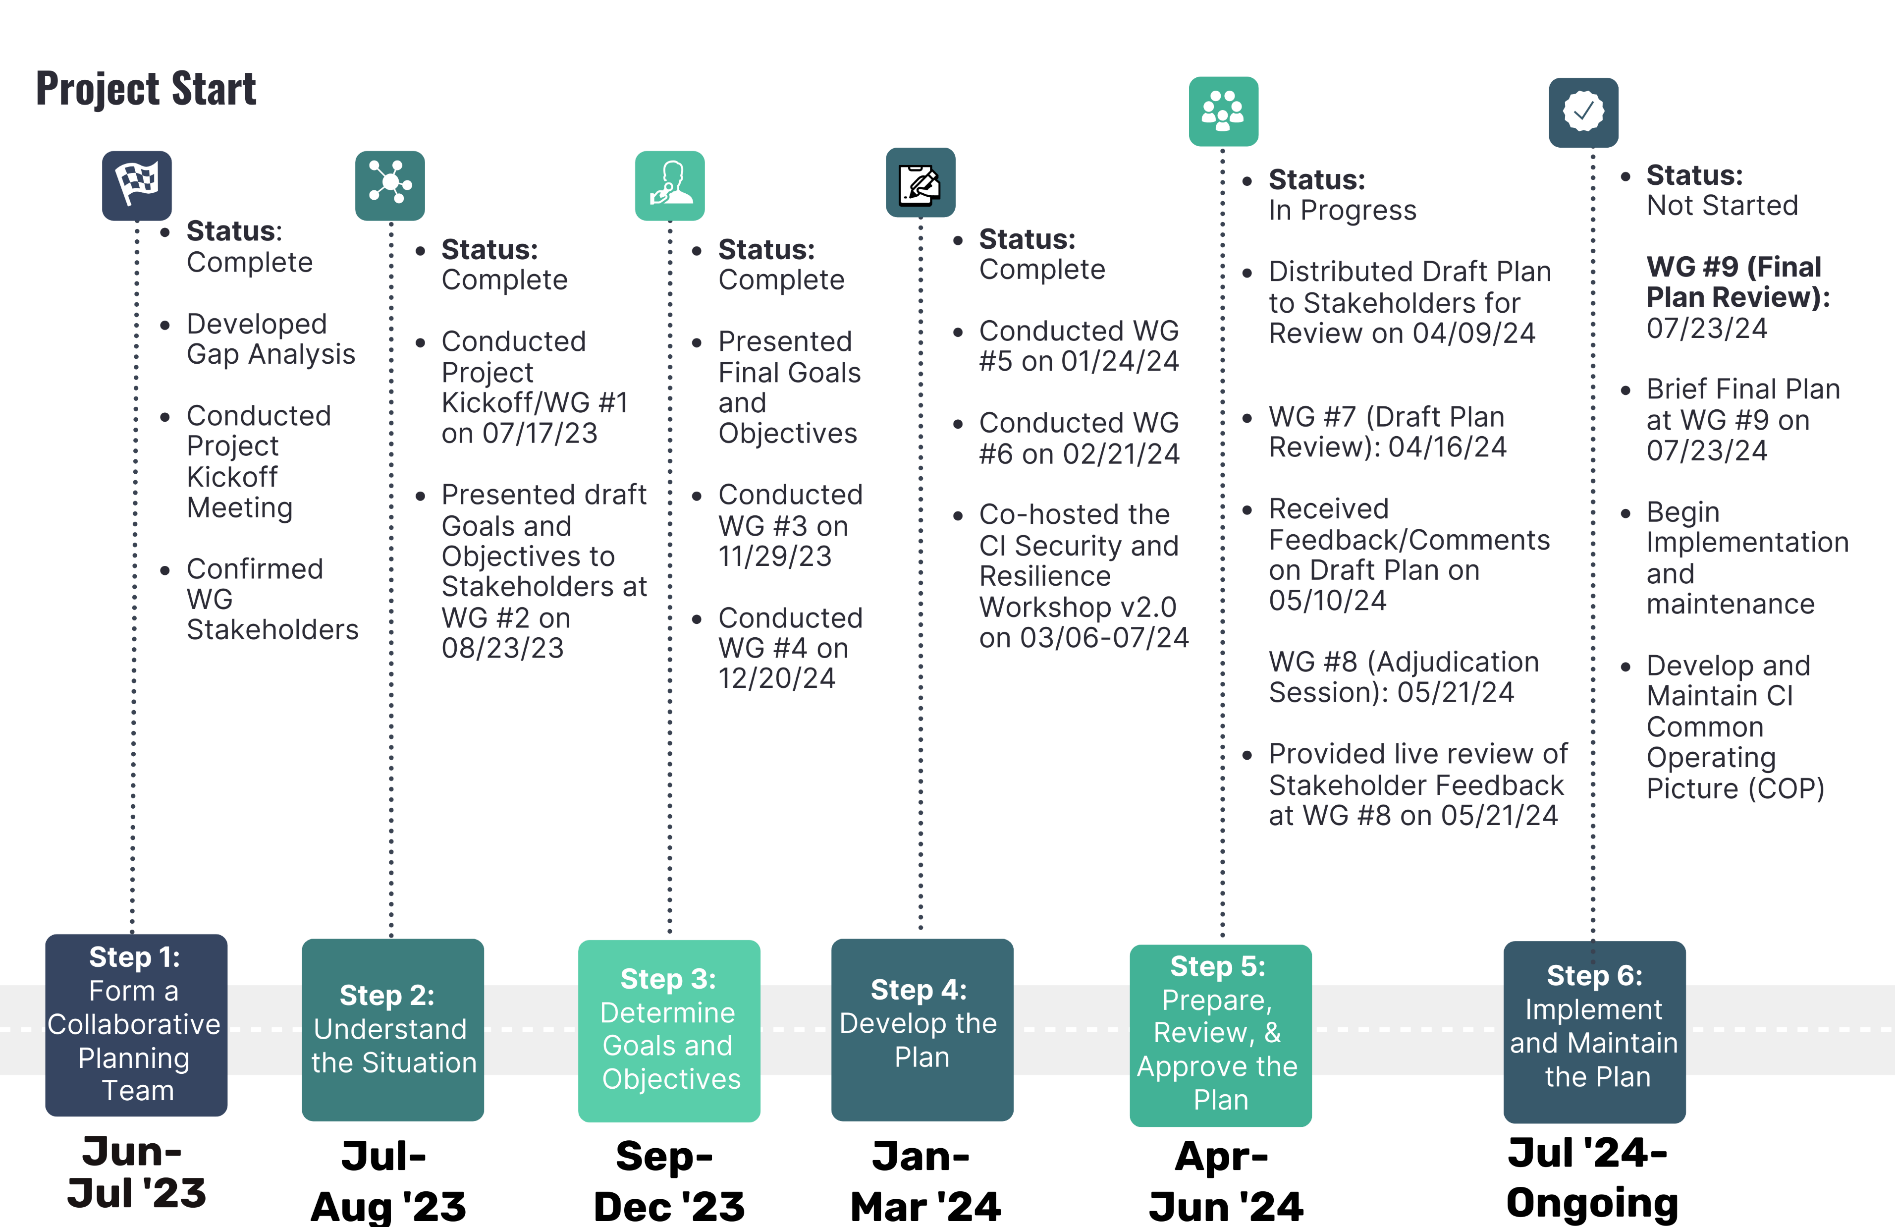 Project Start
• Status:
Complete
• Developed
Gap Analysis
• Conducted
Project
Kickoff
Meeting
• Confirmed
WG
Stakeholders
• Status:
Complete
• Conducted
Project
Kickoff/WG #1
on 07/17/23
• Presented draft
Goals and
Objectives to
Stakeholders at
WG #2 on
08/23/23
• Status:
Complete
• Presented
Final Goals
and
Objectives
• Conducted
WG #3 on
11/29/23
• Conducted
WG #4 on
12/20/24
• Status:
Complete
• Conducted WG
#5 on 01/24/24
• Conducted WG
#6 on 02/21/24
• Co-hosted the
CI Security and
Resilience
Workshop v2.0
on 03/06-07/24
• Status:
In Progress
• Distributed Draft Plan
to Stakeholders for
Review on 04/09/24
• WG #7 (Draft Plan
Review): 04/16/24
• Received
Feedback/Comments
on Draft Plan on
05/10/24
WG #8 (Adjudication
Session): 05/21/24
• Provided live review of
Stakeholder Feedback
at WG #8 on 05/21/24
• Status:
Not Started
WG #9 (Final
Plan Review):
07/23/24
• Brief Final Plan
at WG #9 on
07/23/24
• Begin
Implementation
and
maintenance
• Develop and
Maintain CI
Common
Operating
Picture (COP)
Step 1:
Form a
Collaborative
Planning
Team
Jun-
Jul '23
Step 2:
Understand
the Situation
Jul-
Aug '23
Step 3:
Determine
Goals and
Objectives
Sep-
Dec '23
Step 4:
Develop the
Plan
Jan-
Mar '24
Step 5:
Prepare,
Review, &
Approve the
Plan
Apr-
Jun '24
Step 6:
Implement
and Maintain
the Plan
Jul '24-
Ongoing